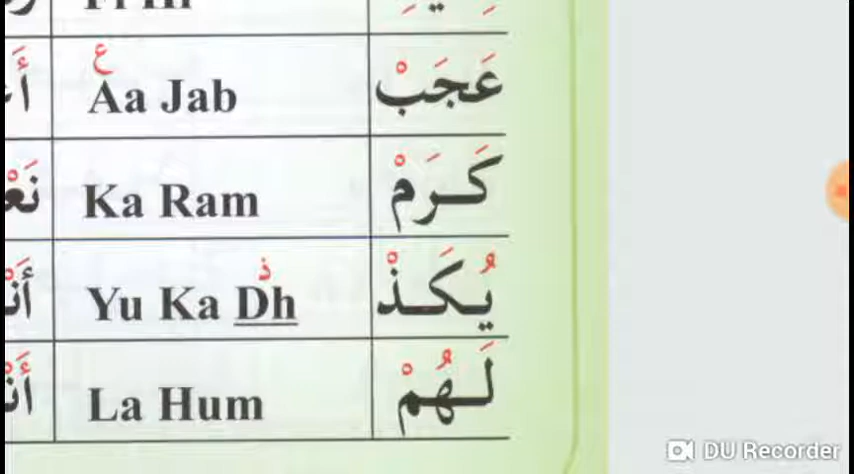 Aa Jab عَجَبْ
ع
Ka Ram كَرَمْ
Yu Ka Dh يُكَذْ
ذ
La Hum لَهُمْ
DU Recorder